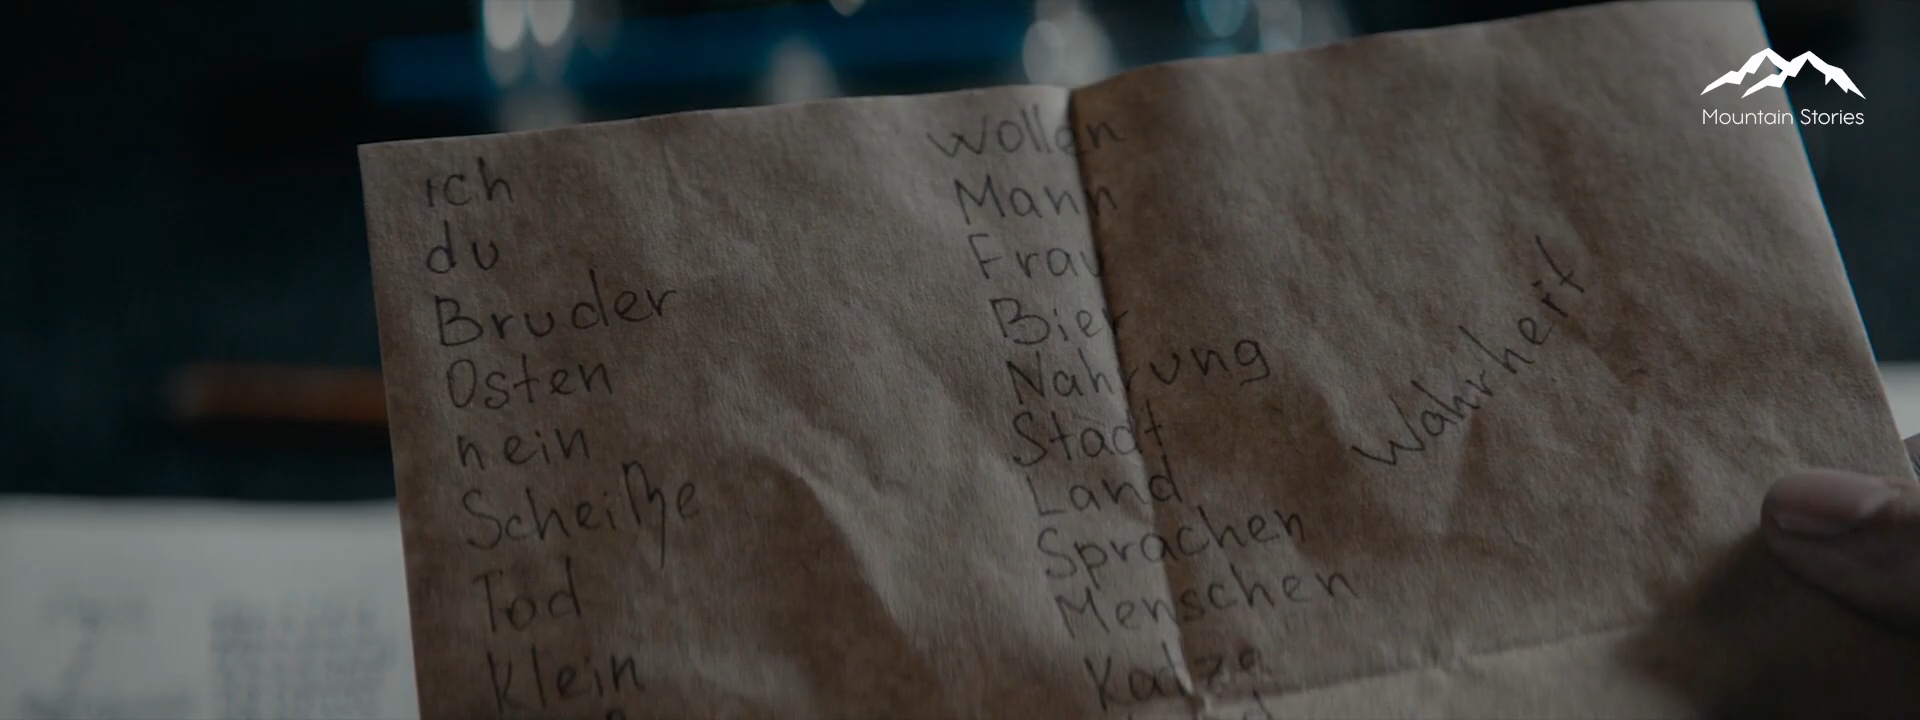 Mountain Stories
ich
du
Bruder
Osten
nein
Scheiße
Tod
klein
wollen
Mann
Frau
Bier
Nahrung
Stadt
Land
Sprachen
Menschen
Katze
Wahrheit